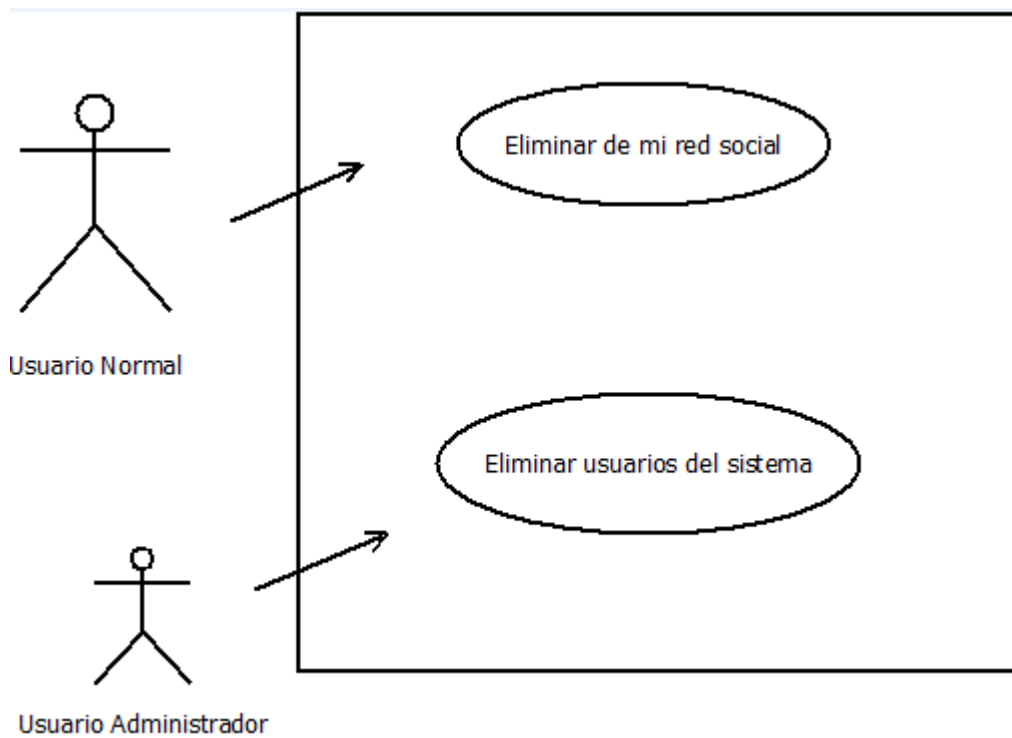 Eliminar de mi red social
Usuario Normal
Eliminar usuarios del sistema
Usuario Administrador